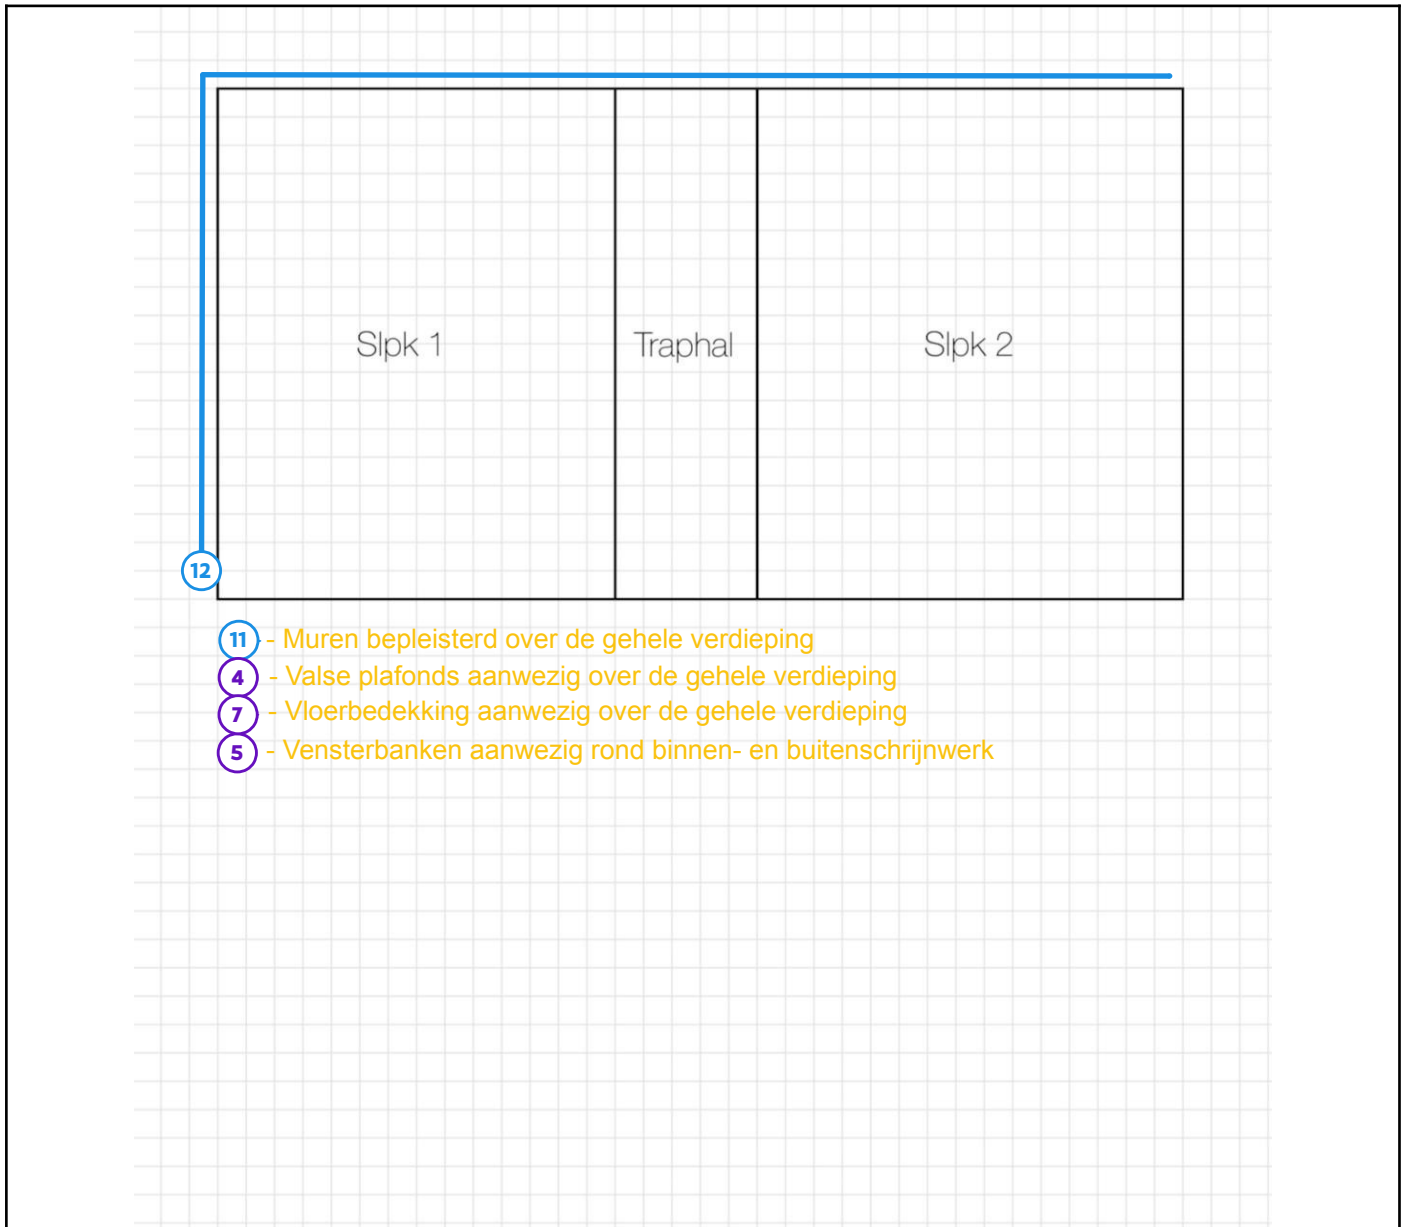 Slpk 1
Traphal
Slpk 2
12
11 - Muren bepleisterd over de gehele verdieping
4 - Valse plafonds aanwezig over de gehele verdieping
7 - Vloerbedekking aanwezig over de gehele verdieping
5 - Vensterbanken aanwezig rond binnen- en buitenschrijnwerk